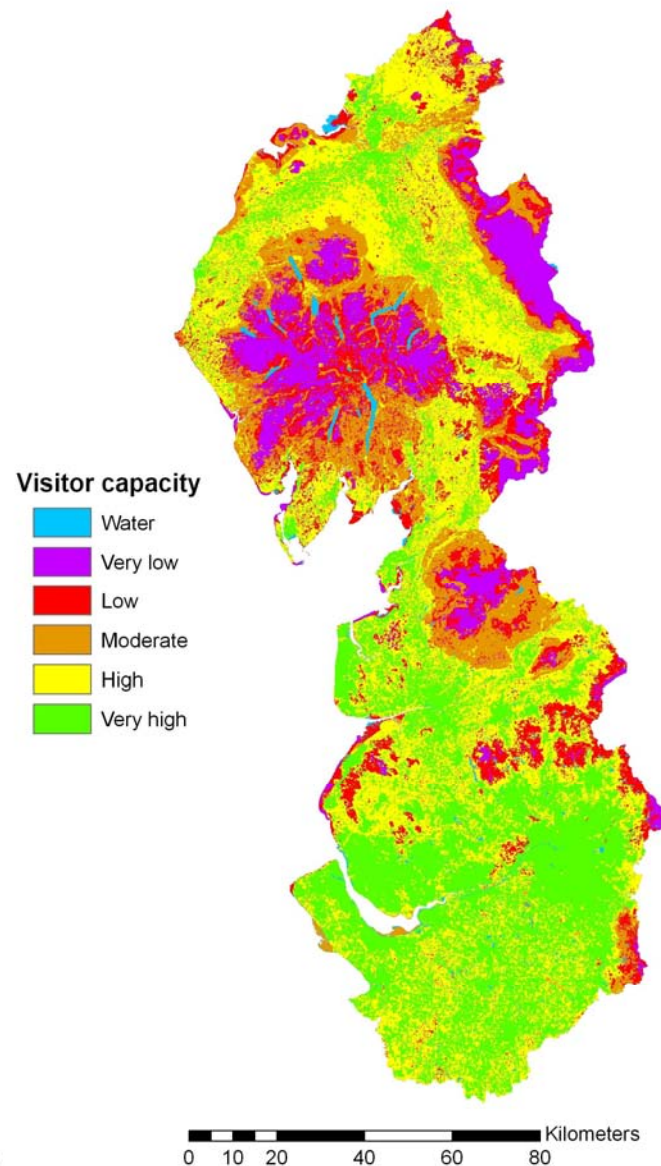 Visitor capacity
Water
Very low
Low
Moderate
High
Very high
Kilometers
0 10 20 40 60 80